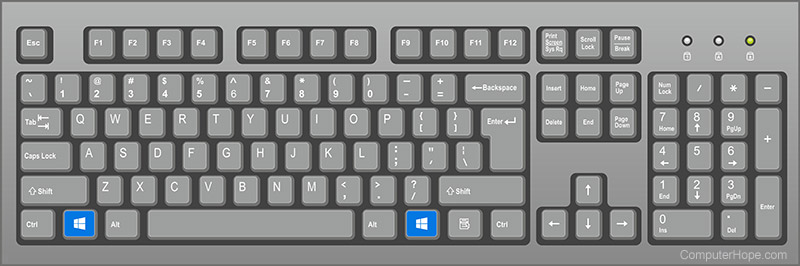 Esc F1 F2 F3 F4 F5 F6 F7 F8 F9 F10 F11 F12 Print Screen Sys Rq Scroll Lock Pause Break 1 A
~ ! @ # $ % ^ & * ( ) _ +
` 1 2 3 4 5 6 7 8 9 0 - = ←Backspace Insert Home Page Up Num Lock / * −
Tab Q W E R T Y U I O P { [ } ] Enter Delete End Page Down 7 Home 8 ↑ 9 PgUp +
Caps Lock A S D F G H J K L : ; " ' | \ 4 ← 5 6 →
⇧Shift Z X C V B N M < , > . ? / ⇧Shift ↑ 1 End 2 ↓ 3 PgDn Enter
Ctrl Alt Alt Ctrl ← ↓ → 0 Ins . Del
ComputerHope.com